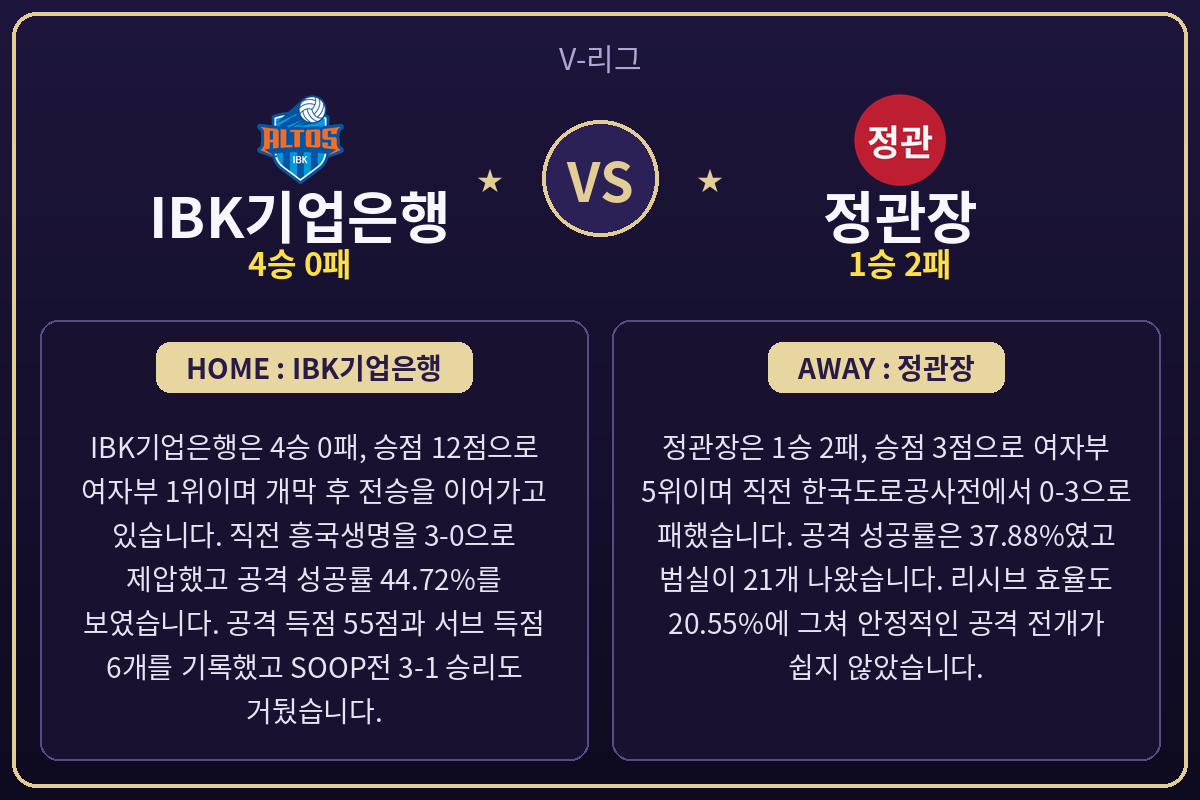 V-리그
ALTOS
IBK
정관
VS
IBK기업은행
정관장
4승 0패
1승 2패
HOME : IBK기업은행
IBK기업은행은 4승 0패, 승점 12점으로
여자부 1위이며 개막 후 전승을 이어가고
있습니다. 직전 흥국생명을 3-0으로
제압했고 공격 성공률 44.72%를
보였습니다. 공격 득점 55점과 서브 득점
6개를 기록했고 SOOP전 3-1 승리도
거뒀습니다.
AWAY : 정관장
정관장은 1승 2패, 승점 3점으로 여자부
5위이며 직전 한국도로공사전에서 0-3으로
패했습니다. 공격 성공률은 37.88%였고
범실이 21개 나왔습니다. 리시브 효율도
20.55%에 그쳐 안정적인 공격 전개가
쉽지 않았습니다.